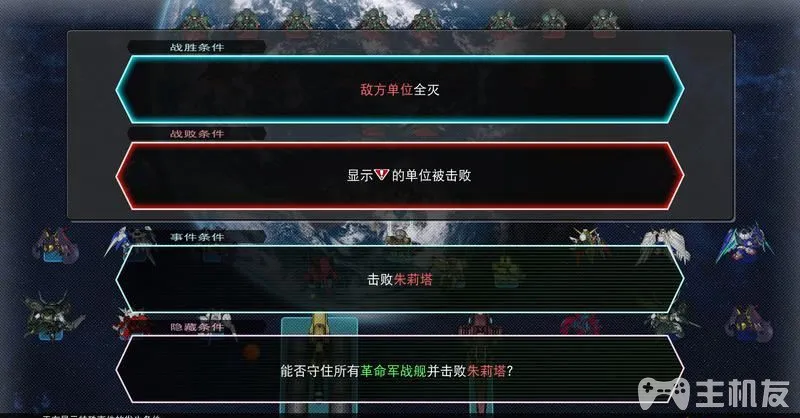 战胜条件
敌方单位全灭
战败条件
显示的单位被击败
事件条件
击败朱莉塔
隐藏条件
能否守住所有革命军战舰并击败朱莉塔?
主机友